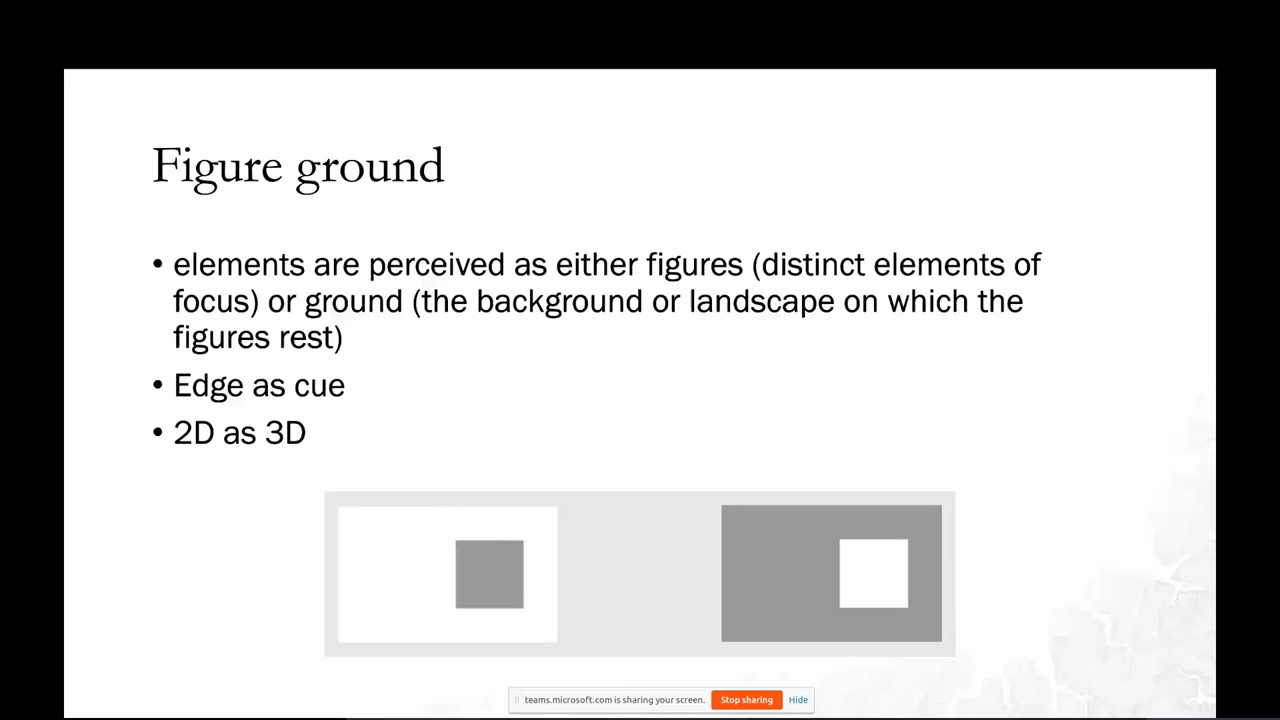 Figure ground
• elements are perceived as either figures (distinct elements of
focus) or ground (the background or landscape on which the
figures rest)
• Edge as cue
• 2D as 3D
teams.microsoft.com is sharing your screen. Stop sharing Hide